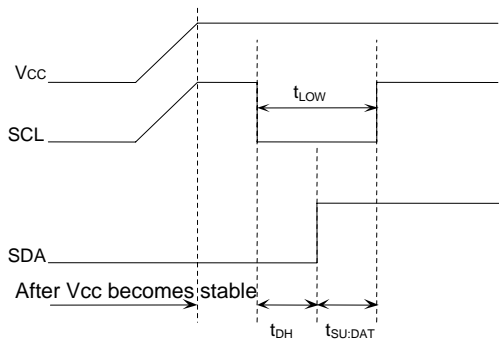 VCC
tLOW
SCL
SDA
After Vcc becomes stable
tDH
tSU:DAT